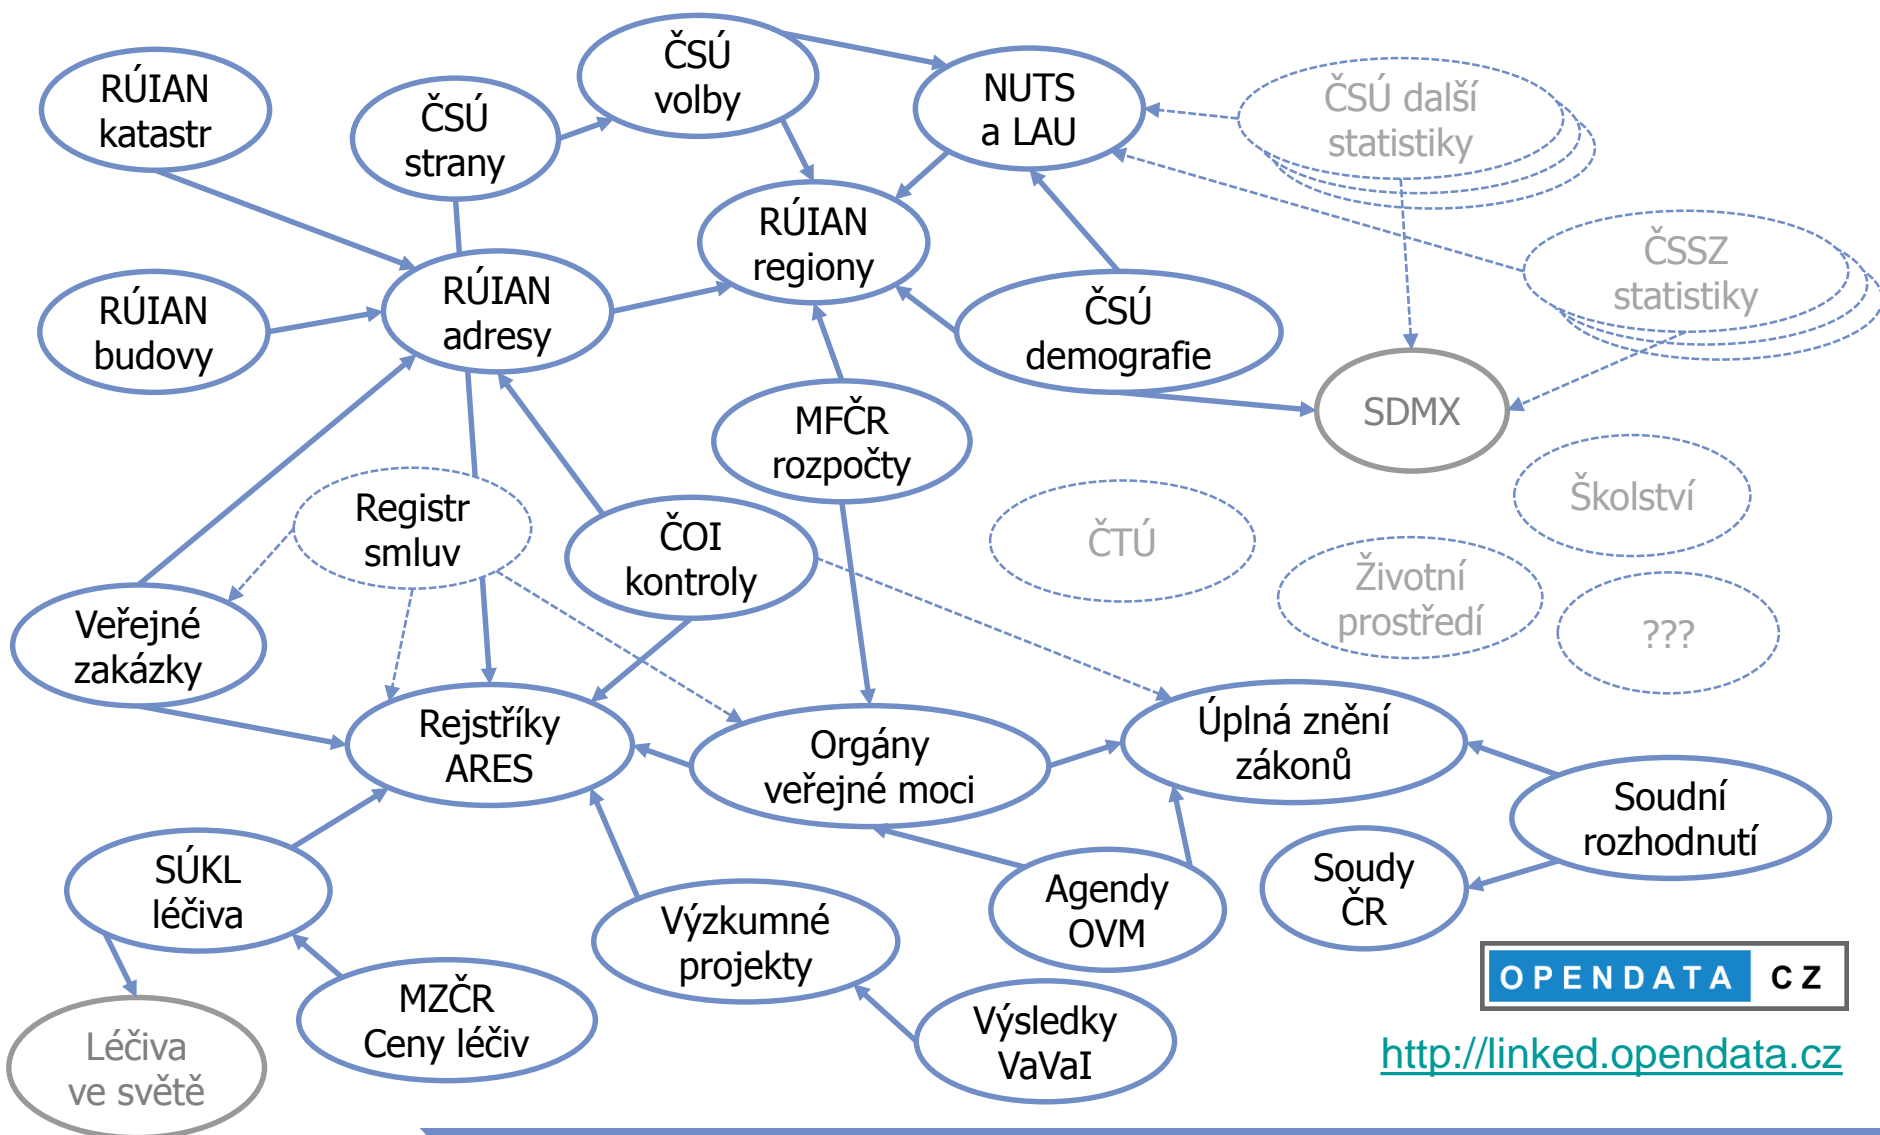 RÚIAN
katastr
ČSÚ
strany
ČSÚ
volby
NUTS
a LAU
ČSÚ další
statistiky
RÚIAN
regiony
ČSSZ
statistiky
RÚIAN
budovy
RÚIAN
adresy
ČSÚ
demografie
SDMX
MFČR
rozpočty
Registr
smluv
ČOI
kontroly
ČTÚ
Školství
Životní
prostředí
???
Veřejné
zakázky
Rejstříky
ARES
Orgány
veřejné moci
Úplná znění
zákonů
Soudní
rozhodnutí
SÚKL
léčiva
Výzkumné
projekty
Agendy
OVM
Soudy
ČR
MZČR
Ceny léčiv
Výsledky
VaVaI
Léčiva
ve světě
OPENDATA CZ
http://linked.opendata.cz